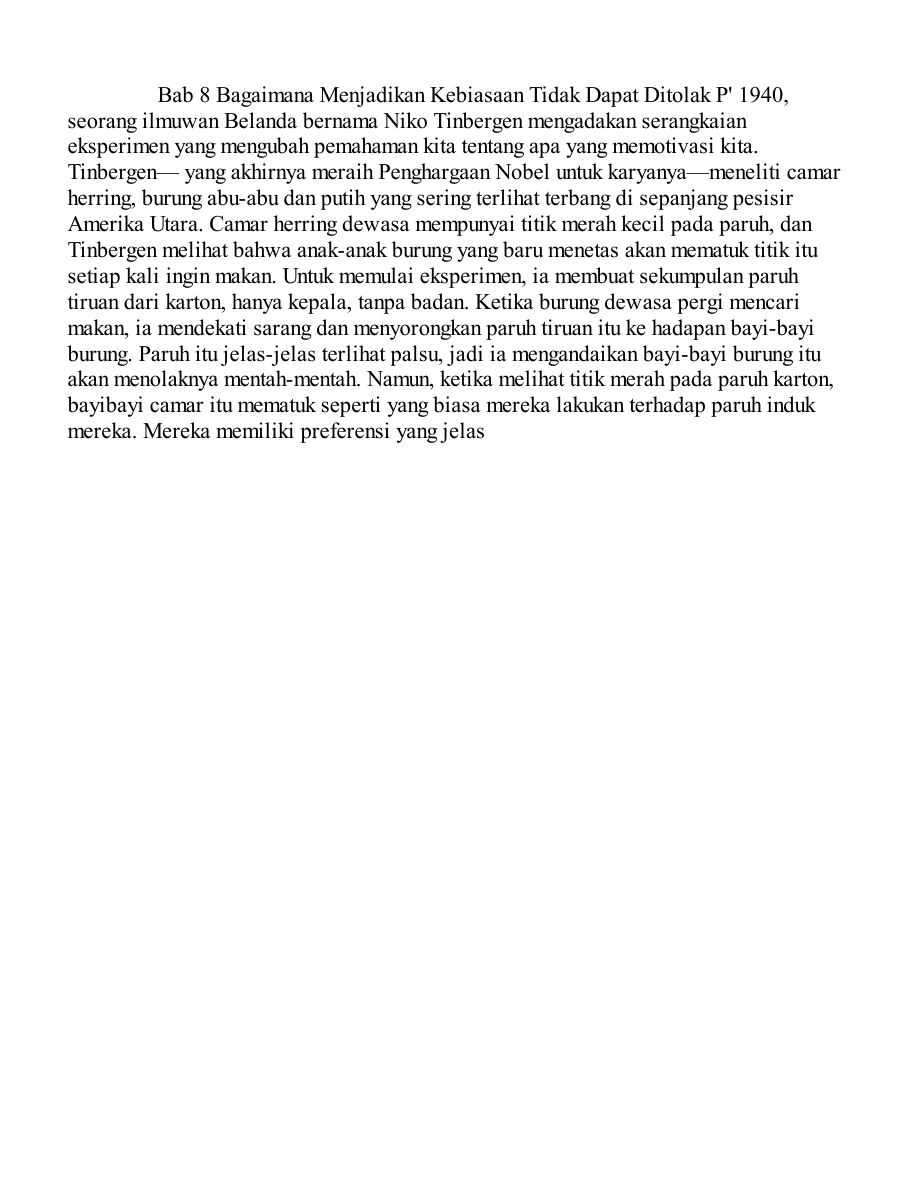 Bab 8 Bagaimana Menjadikan Kebiasaan Tidak Dapat Ditolak P' 1940,
seorang ilmuwan Belanda bernama Niko Tinbergen mengadakan serangkaian
eksperimen yang mengubah pemahaman kita tentang apa yang memotivasi kita.
Tinbergen— yang akhirnya meraih Penghargaan Nobel untuk karyanya—meneliti camar
herring, burung abu-abu dan putih yang sering terlihat terbang di sepanjang pesisir
Amerika Utara. Camar herring dewasa mempunyai titik merah kecil pada paruh, dan
Tinbergen melihat bahwa anak-anak burung yang baru menetas akan mematuk titik itu
setiap kali ingin makan. Untuk memulai eksperimen, ia membuat sekumpulan paruh
tiruan dari karton, hanya kepala, tanpa badan. Ketika burung dewasa pergi mencari
makan, ia mendekati sarang dan menyorongkan paruh tiruan itu ke hadapan bayi-bayi
burung. Paruh itu jelas-jelas terlihat palsu, jadi ia mengandaikan bayi-bayi burung itu
akan menolaknya mentah-mentah. Namun, ketika melihat titik merah pada paruh karton,
bayibayi camar itu mematuk seperti yang biasa mereka lakukan terhadap paruh induk
mereka. Mereka memiliki preferensi yang jelas